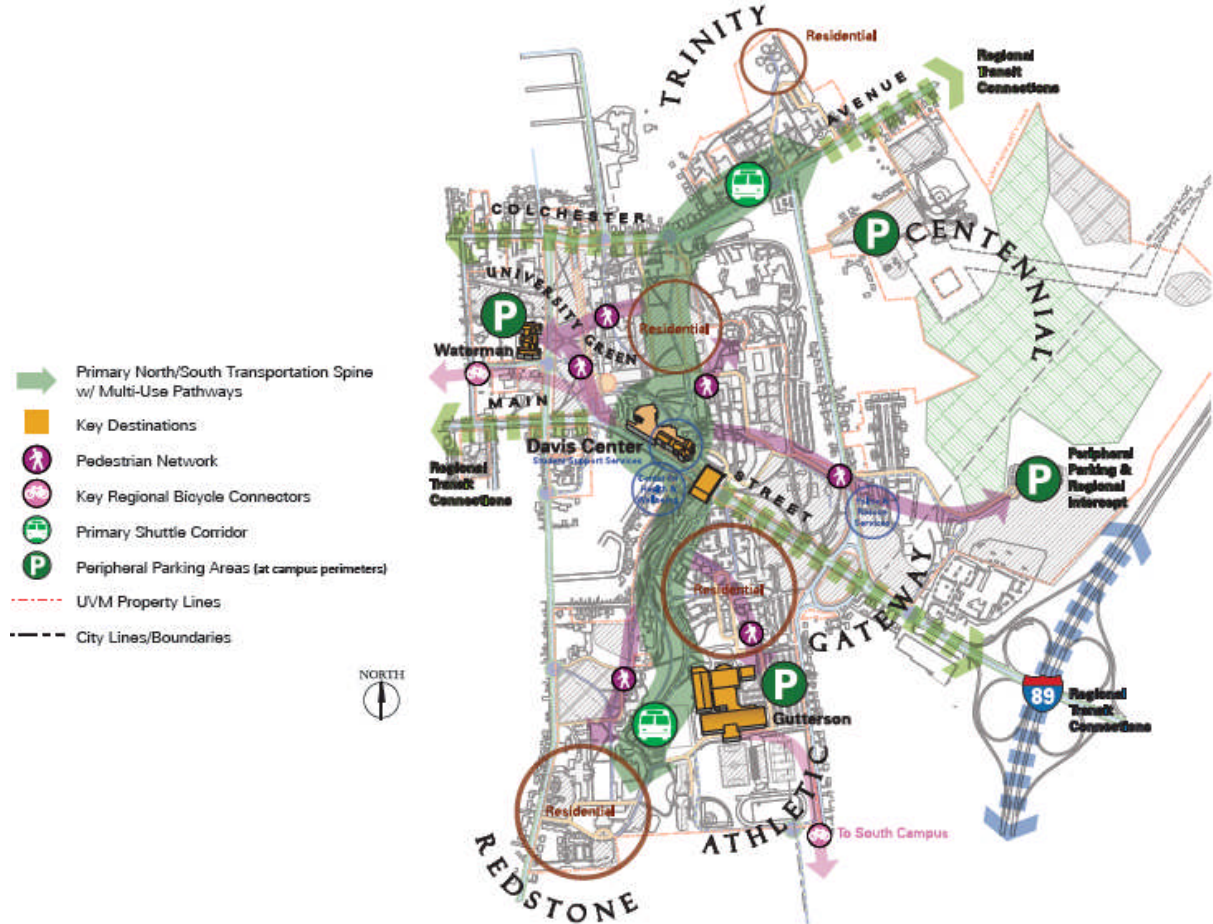 TRINITY
Residential
AVENUE
Regional
Transit
Connections
COLCHESTER
P
CENTENNIAL
UNIVERSITY
GREEN
P
Residential
Waterman
MAIN
Davis Center
Student Support Services
Regional
Transit
Connections
STREET
P
Peripheral
Parking &
Regional
Intercept
Primary North/South Transportation Spine
w/ Multi-Use Pathways
Key Destinations
Pedestrian Network
Key Regional Bicycle Connectors
Primary Shuttle Corridor
P
Peripheral Parking Areas (at campus perimeters)
UVM Property Lines
City Lines/Boundaries
NORTH
Residential
GATEWAY
P
Gutterson
89
Regional
Transit
Connections
Residential
ATHLETIC
To South Campus
REDSTONE